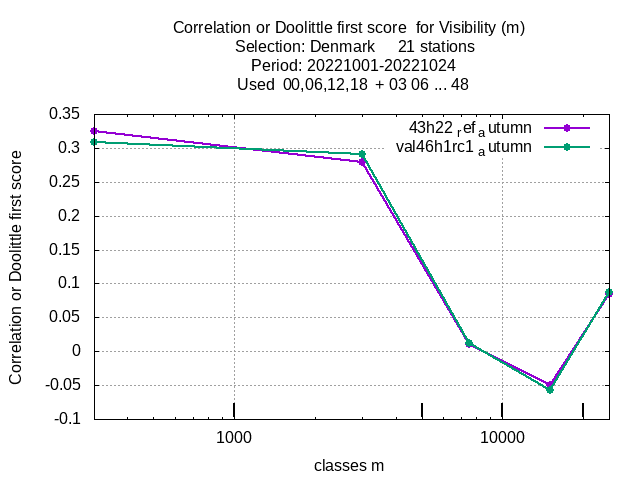 Correlation or Doolittle first score  for Visibility (m)
Selection: Denmark     21 stations
Period: 20221001-20221024
Used  00,06,12,18  + 03 06 ... 48
43h22 refautumn
val46h1rc1 autumn
Correlation or Doolittle first score
0.35
0.3
0.25
0.2
0.15
0.1
0.05
0
-0.05
-0.1
1000
10000
classes m